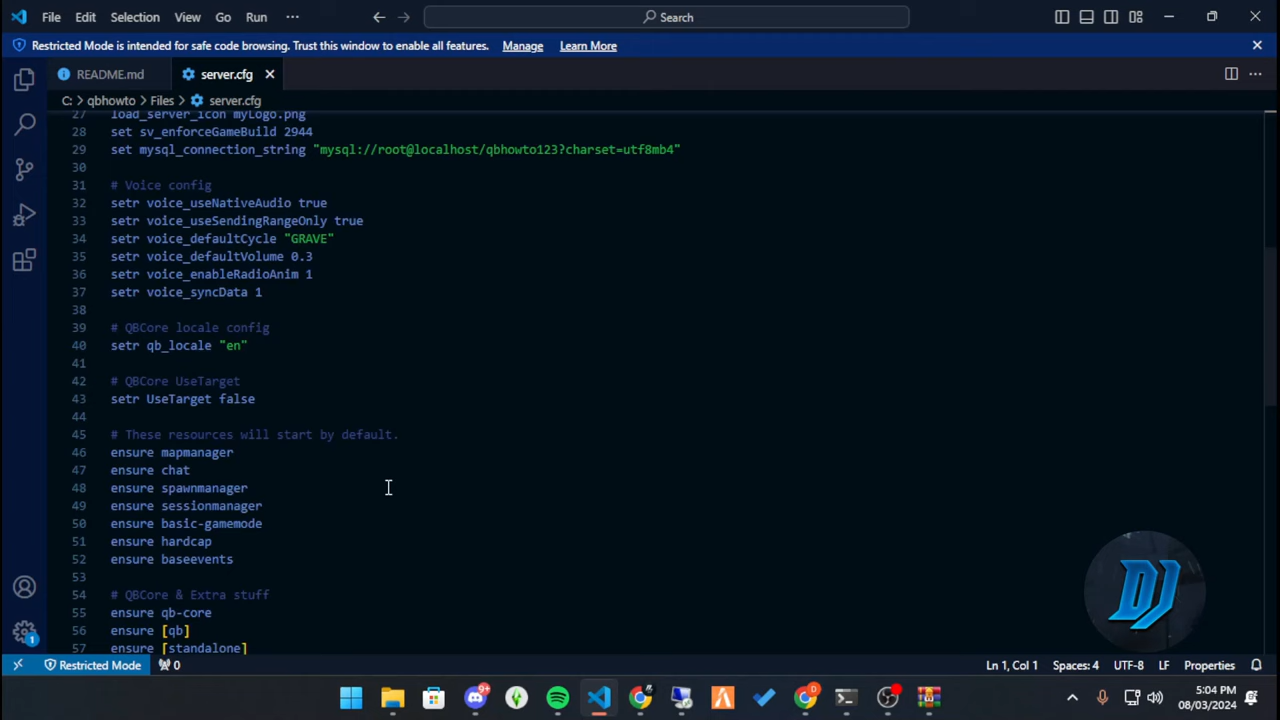 File Edit Selection View Go Run ··· Search
Restricted Mode is intended for safe code browsing. Trust this window to enable all features. Manage Learn More
README.md server.cfg
C: > qbhowto > Files > server.cfg
27 load_server_icon myLogo.png
28 set sv_enforceGameBuild 2944
29 set mysql_connection_string "mysql://root@localhost/qbhowto123?charset=utf8mb4"
30
31 # Voice config
32 setr voice_useNativeAudio true
33 setr voice_useSendingRangeOnly true
34 setr voice_defaultCycle "GRAVE"
35 setr voice_defaultVolume 0.3
36 setr voice_enableRadioAnim 1
37 setr voice_syncData 1
38
39 # QBCore locale config
40 setr qb_locale "en"
41
42 # QBCore UseTarget
43 setr UseTarget false
44
45 # These resources will start by default.
46 ensure mapmanager
47 ensure chat
48 ensure spawnmanager
49 ensure sessionmanager
50 ensure basic-gamemode
51 ensure hardcap
52 ensure baseevents
53
54 # QBCore & Extra stuff
55 ensure qb-core
56 ensure [qb]
57 ensure [standalone]
DJ
1
Restricted Mode 0 Ln 1, Col 1 Spaces: 4 UTF-8 LF Properties
9+ D 5:04 PM
08/03/2024